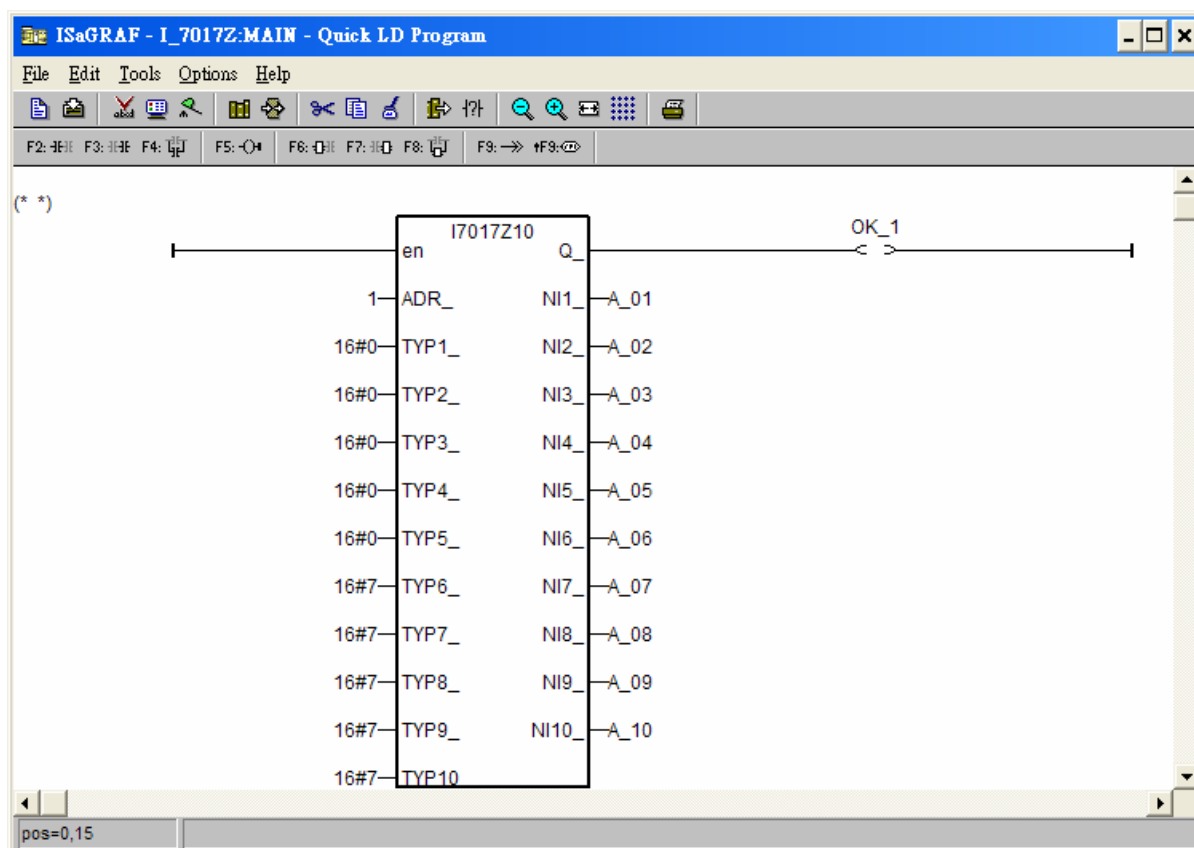 ISaGRAF - I_7017Z:MAIN - Quick LD Program
File Edit Tools Options Help
F2: F3: F4: F5: F6: F7: F8: F9: F9:
(* *)
I7017Z10
OK_1
en Q_
1 ADR_ NI1_ A_01
16#0 TYP1_ NI2_ A_02
16#0 TYP2_ NI3_ A_03
16#0 TYP3_ NI4_ A_04
16#0 TYP4_ NI5_ A_05
16#0 TYP5_ NI6_ A_06
16#7 TYP6_ NI7_ A_07
16#7 TYP7_ NI8_ A_08
16#7 TYP8_ NI9_ A_09
16#7 TYP9_ NI10_ A_10
16#7 TYP10
pos=0,15